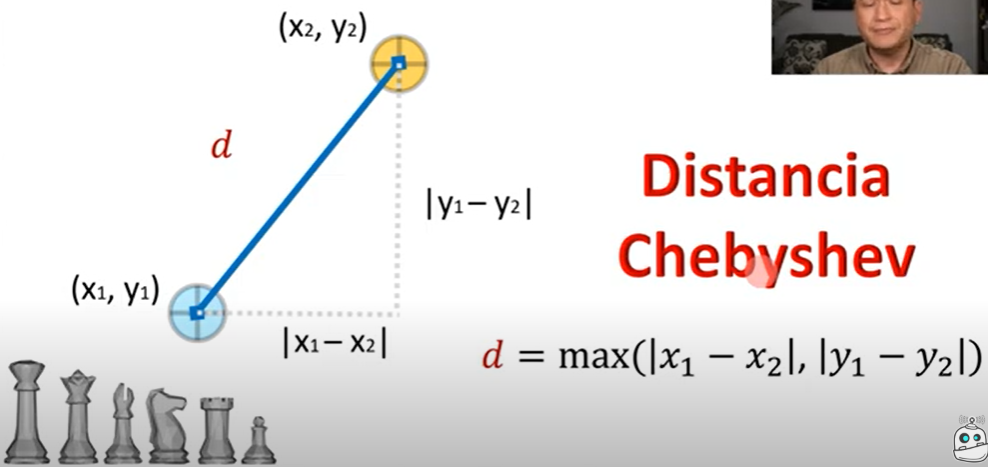 (x₂, y₂)
d
|y₁− y₂|
Distancia
Chebyshev
(x₁, y₁)
|x₁− x₂|
d = max(|x₁ − x₂|, |y₁ − y₂|)